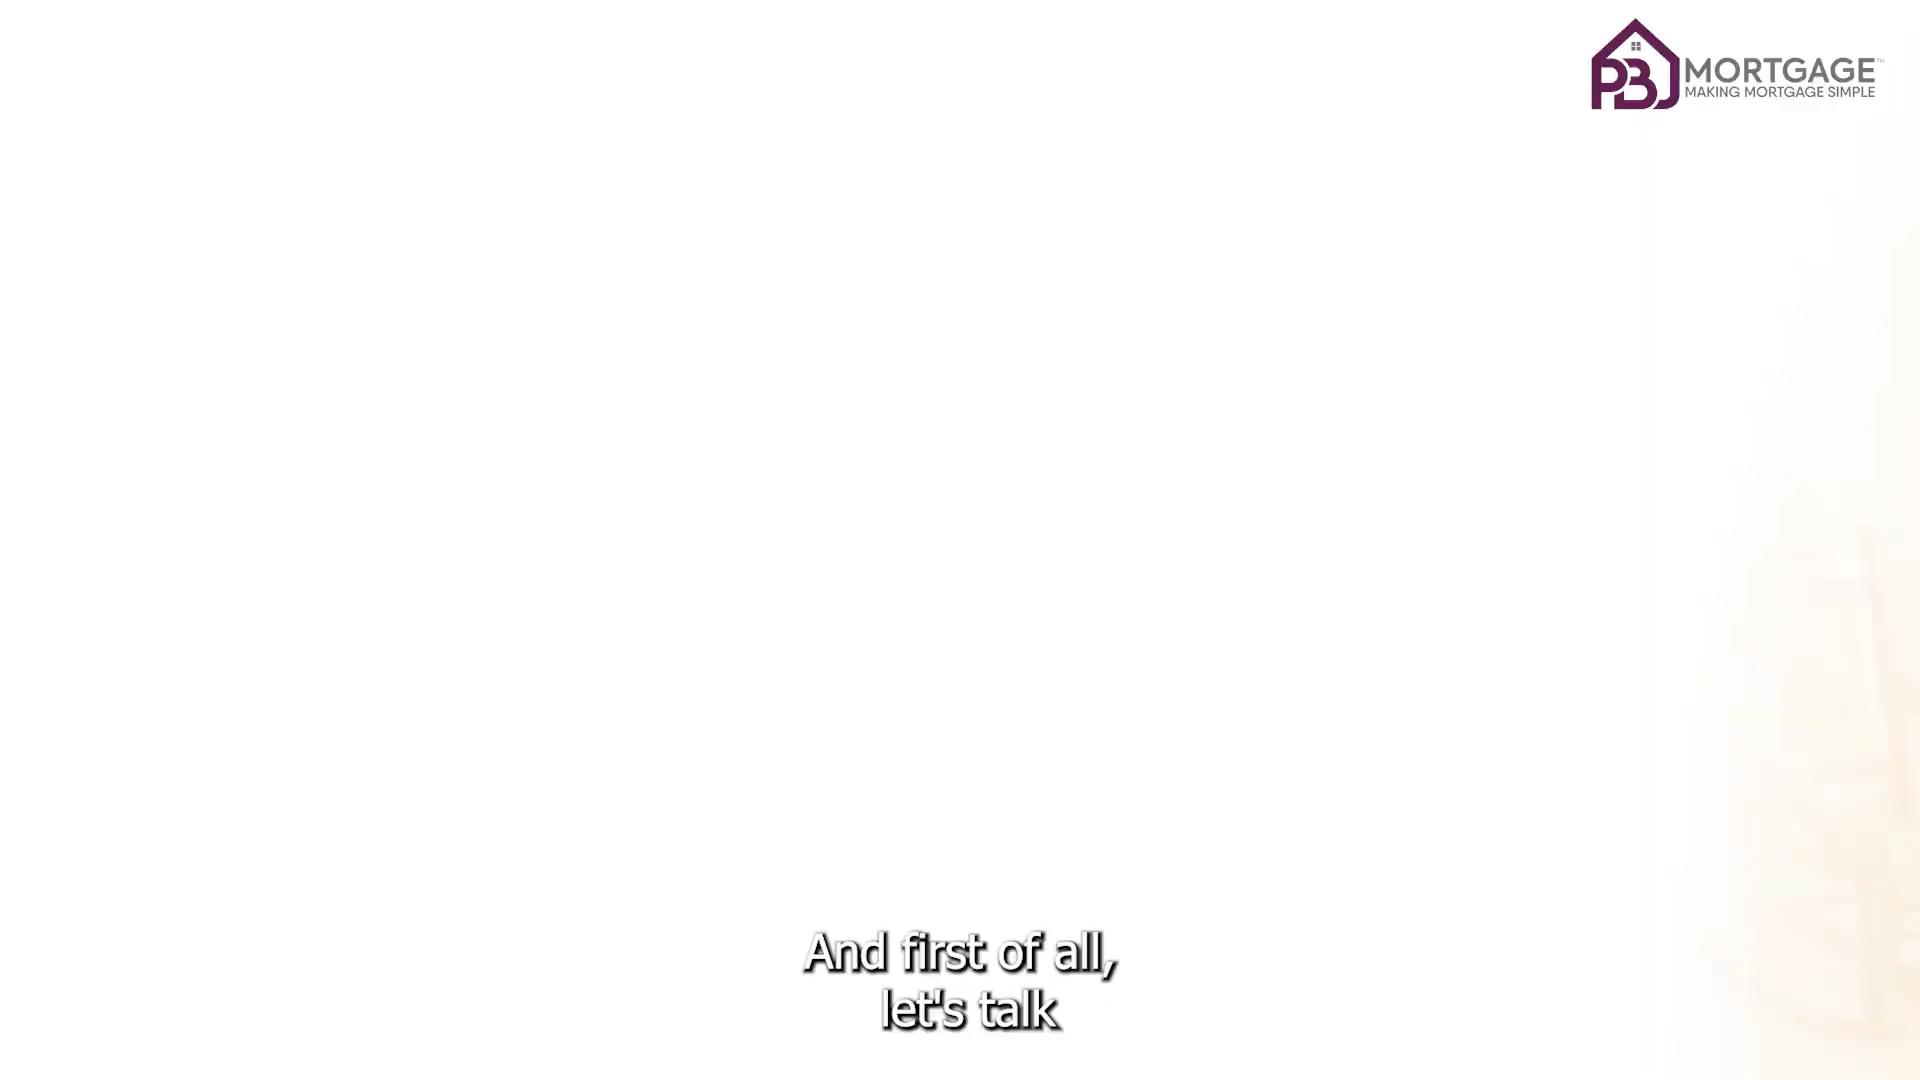 PBJ MORTGAGE™
MAKING MORTGAGE SIMPLE
And first of all,
let's talk